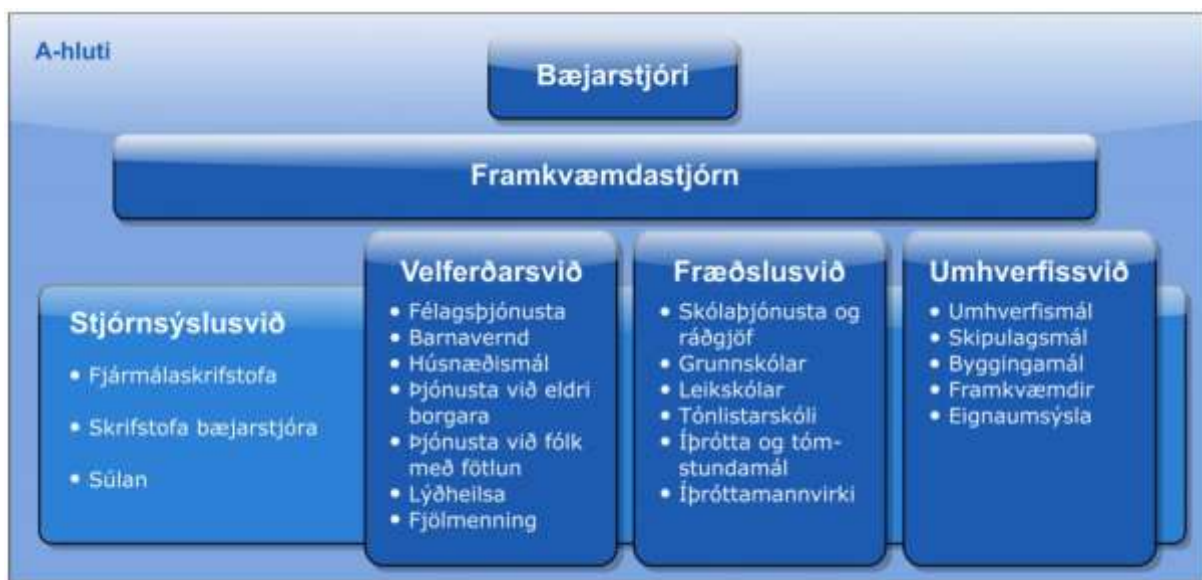 A-hluti
Bæjarstjóri
Framkvæmdastjórn
Stjórnsýslusvið
• Fjármálaskrifstofa
• Skrifstofa bæjarstjóra
• Súlan
Velferðarsvið
• Félagsþjónusta
• Barnavernd
• Húsnæðismál
• Þjónusta við eldri
borgara
• Þjónusta við fólk
með fötlun
• Lýðheilsa
• Fjölmenning
Fræðslusvið
• Skólaþjónusta og
ráðgjöf
• Grunnskólar
• Leikskólar
• Tónlistarskóli
• Íþrótta og tóm-
stundamál
• Íþróttamannvirki
Umhverfissvið
• Umhverfismál
• Skipulagsmál
• Byggingamál
• Framkvæmdir
• Eignaumsýsla